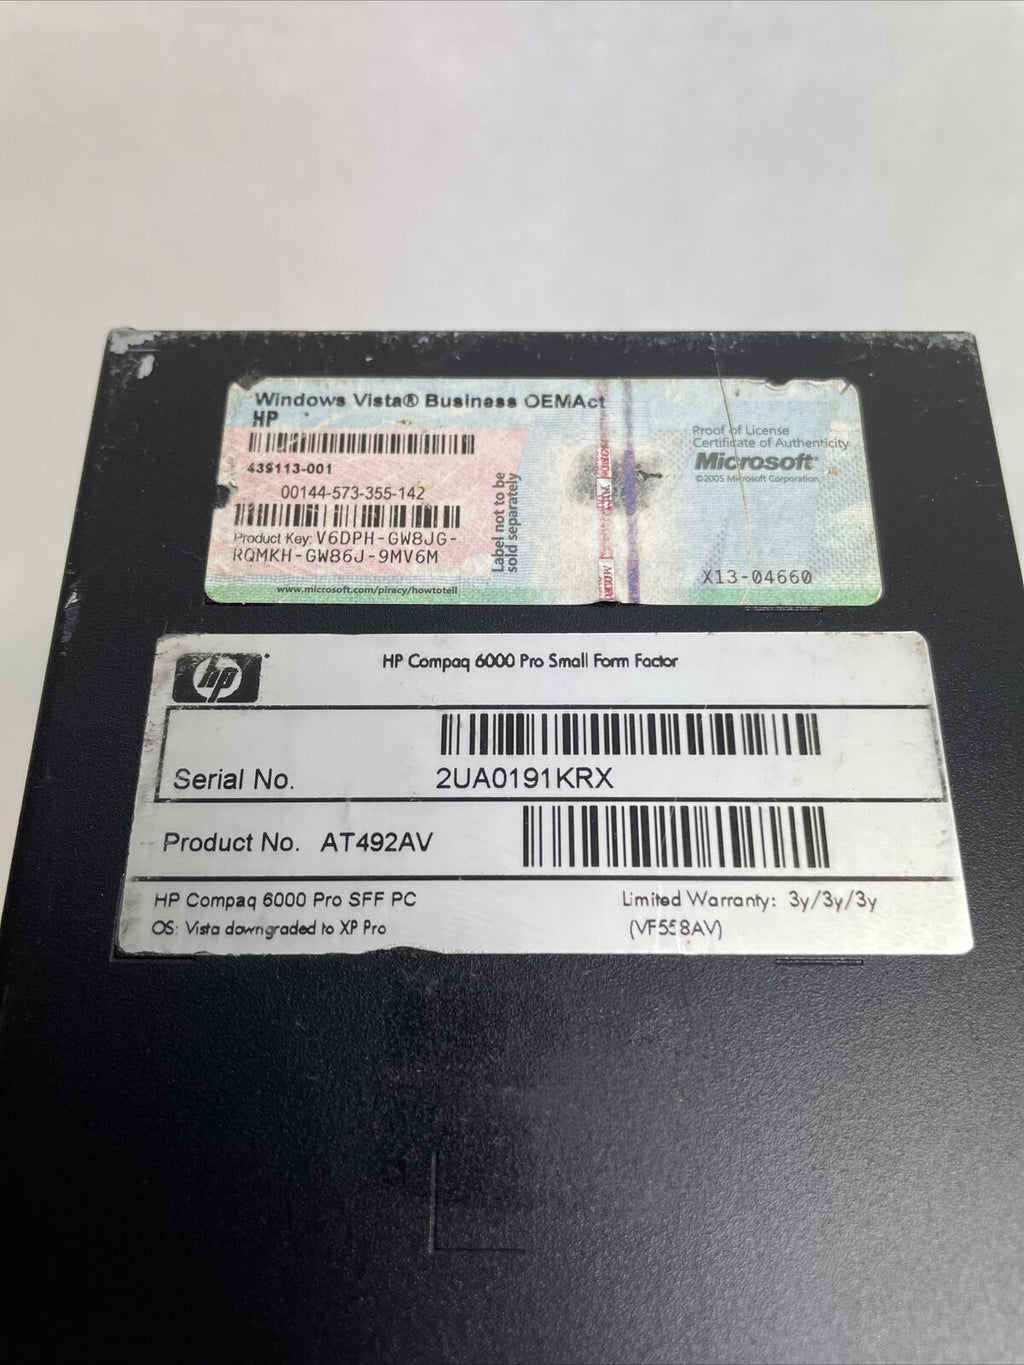 Windows Vista® Business OEMAct
HP
439113-001
00144-573-355-142
Product Key: V6DPH-GW8JG-
RQMKH-GW86J-9MV6M
www.microsoft.com/piracy/howtotell
Label not to be
sold separately
Proof of License
Certificate of Authenticity
Microsoft®
©2005 Microsoft Corporation
X13-04660
hp
HP Compaq 6000 Pro Small Form Factor
Serial No. 2UA0191KRX
Product No. AT492AV
HP Compaq 6000 Pro SFF PC Limited Warranty: 3y/3y/3y
OS: Vista downgraded to XP Pro (VF558AV)